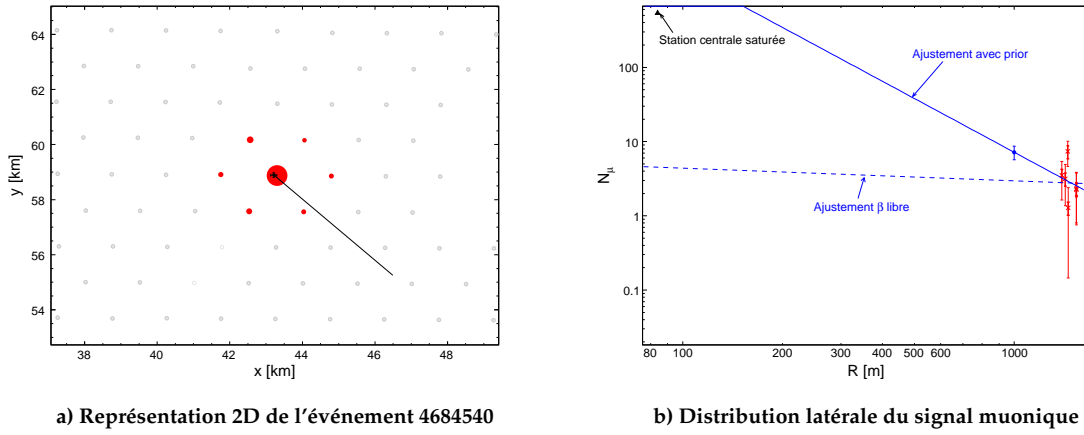 64
62
60
58
56
54
y [km]
38 40 42 44 46 48
x [km]
a) Représentation 2D de l'événement 4684540
100
10
1
0.1
N_μ
Station centrale saturée
Ajustement avec prior
Ajustement β libre
80 100 200 300 400 500 600 1000
R [m]
b) Distribution latérale du signal muonique